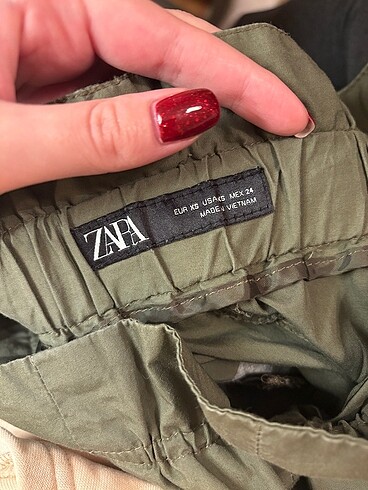 ZARA
EUR XS USA XS MEX 24
MADE IN VIETNAM